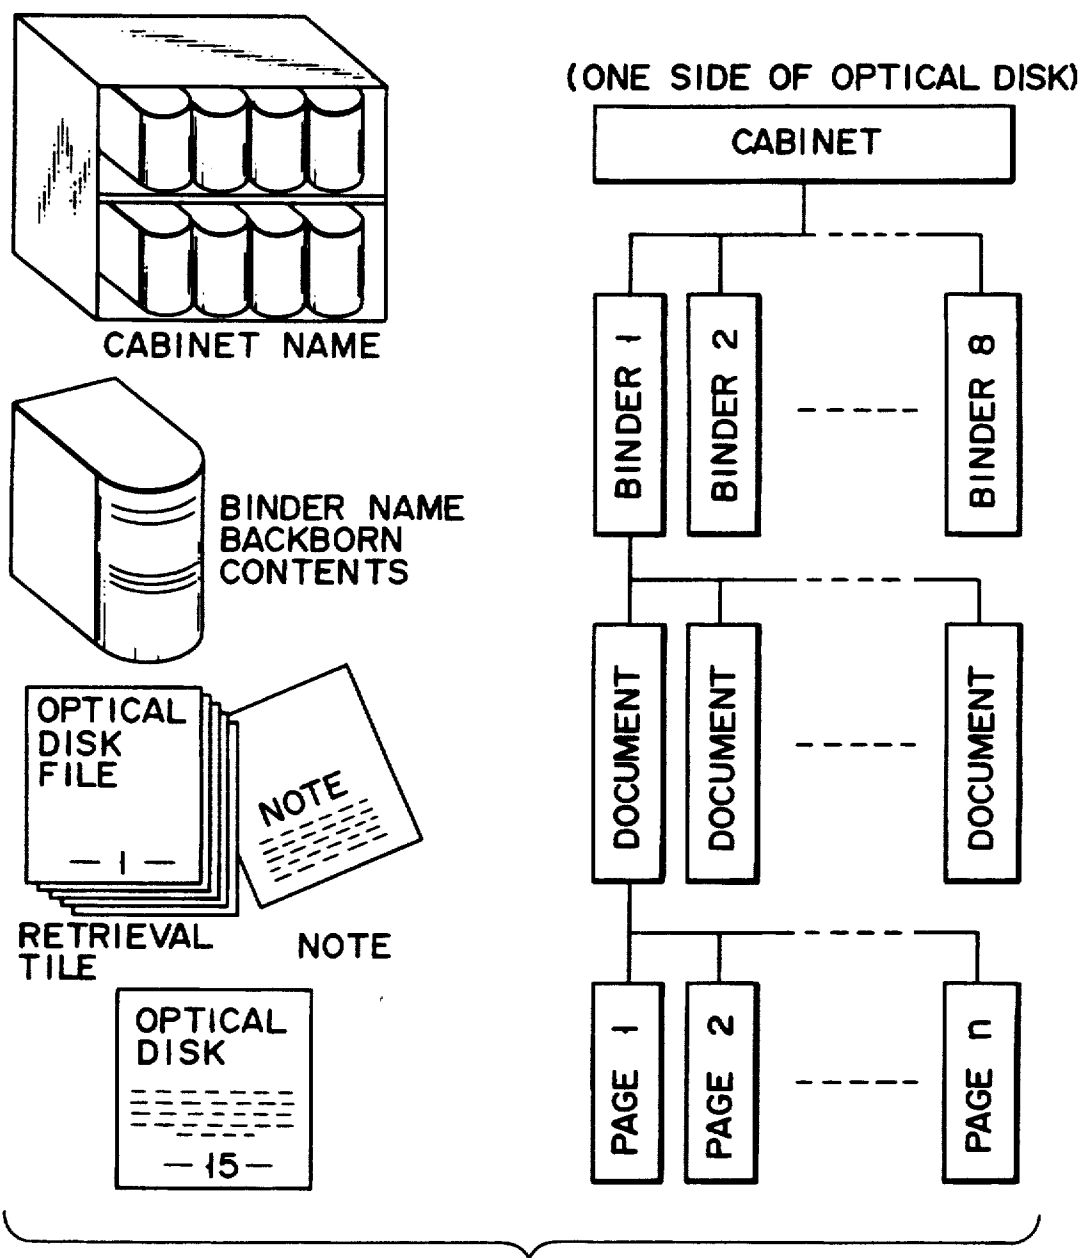 (ONE SIDE OF OPTICAL DISK)
CABINET
CABINET NAME
BINDER 1
BINDER 2
BINDER 8
BINDER NAME
BACKBORN
CONTENTS
DOCUMENT
DOCUMENT
DOCUMENT
OPTICAL
DISK
FILE
— 1 —
NOTE
RETRIEVAL
TILE
NOTE
OPTICAL
DISK
— 15 —
PAGE 1
PAGE 2
PAGE n